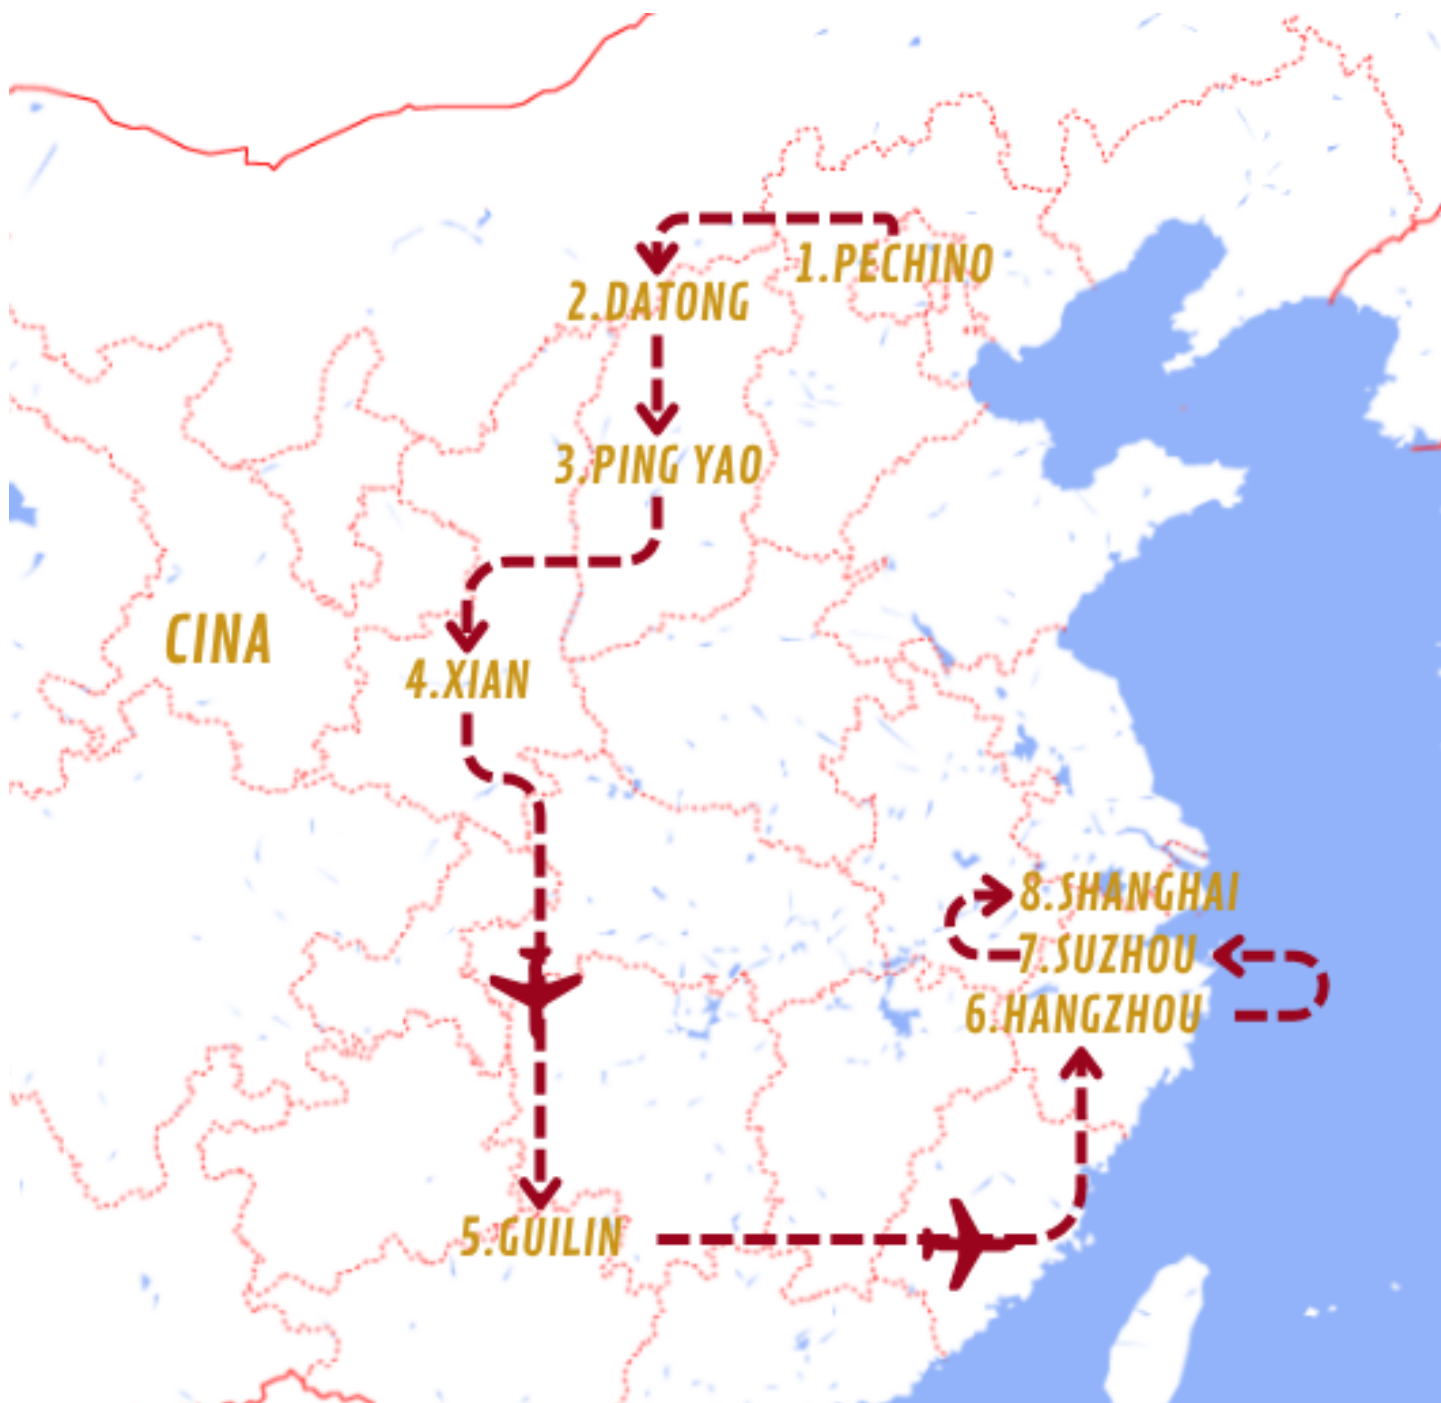 1.PECHINO
2.DATONG
3.PING YAO
CINA
4.XIAN
8.SHANGHAI
7.SUZHOU
6.HANGZHOU
5.GUILIN